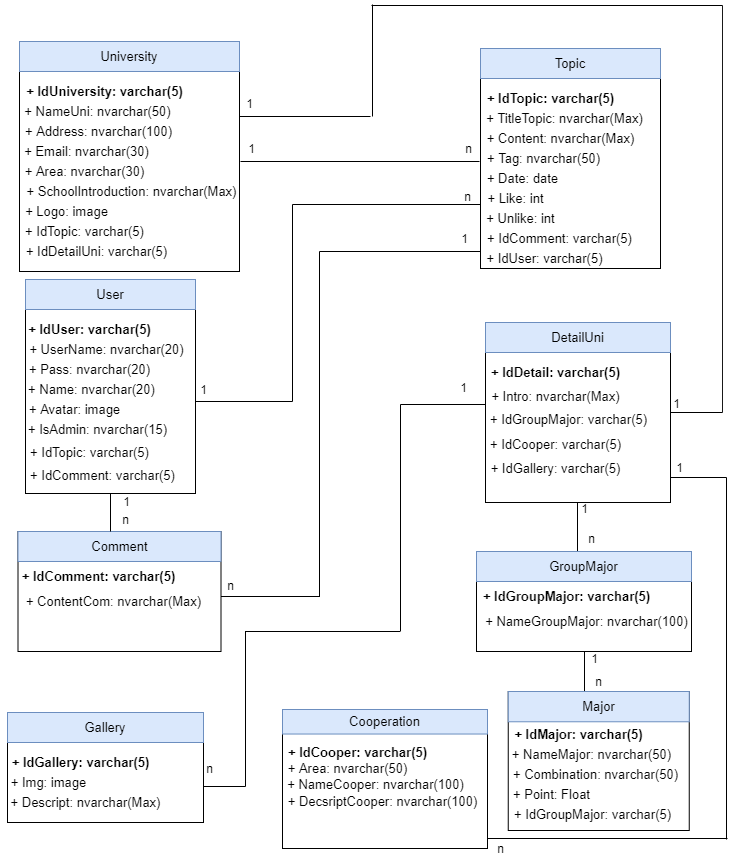 University
+ IdUniversity: varchar(5)
+ NameUni: nvarchar(50)
+ Address: nvarchar(100)
+ Email: nvarchar(30)
+ Area: nvarchar(30)
+ SchoolIntroduction: nvarchar(Max)
+ Logo: image
+ IdTopic: varchar(5)
+ IdDetailUni: varchar(5)
1
1
n
n
1
Topic
+ IdTopic: varchar(5)
+ TitleTopic: nvarchar(Max)
+ Content: nvarchar(Max)
+ Tag: nvarchar(50)
+ Date: date
+ Like: int
+ Unlike: int
+ IdComment: varchar(5)
+ IdUser: varchar(5)
User
+ IdUser: varchar(5)
+ UserName: nvarchar(20)
+ Pass: nvarchar(20)
+ Name: nvarchar(20)
+ Avatar: image
+ IsAdmin: nvarchar(15)
+ IdTopic: varchar(5)
+ IdComment: varchar(5)
1
1
n
DetailUni
+ IdDetail: varchar(5)
+ Intro: nvarchar(Max)
+ IdGroupMajor: varchar(5)
+ IdCooper: varchar(5)
+ IdGallery: varchar(5)
1
1
1
1
n
Comment
+ IdComment: varchar(5)
+ ContentCom: nvarchar(Max)
n
GroupMajor
+ IdGroupMajor: varchar(5)
+ NameGroupMajor: nvarchar(100)
1
n
Gallery
+ IdGallery: varchar(5)
+ Img: image
+ Descript: nvarchar(Max)
n
Cooperation
+ IdCooper: varchar(5)
+ Area: nvarchar(50)
+ NameCooper: nvarchar(100)
+ DecsriptCooper: nvarchar(100)
n
Major
+ IdMajor: varchar(5)
+ NameMajor: nvarchar(50)
+ Combination: nvarchar(50)
+ Point: Float
+ IdGroupMajor: varchar(5)